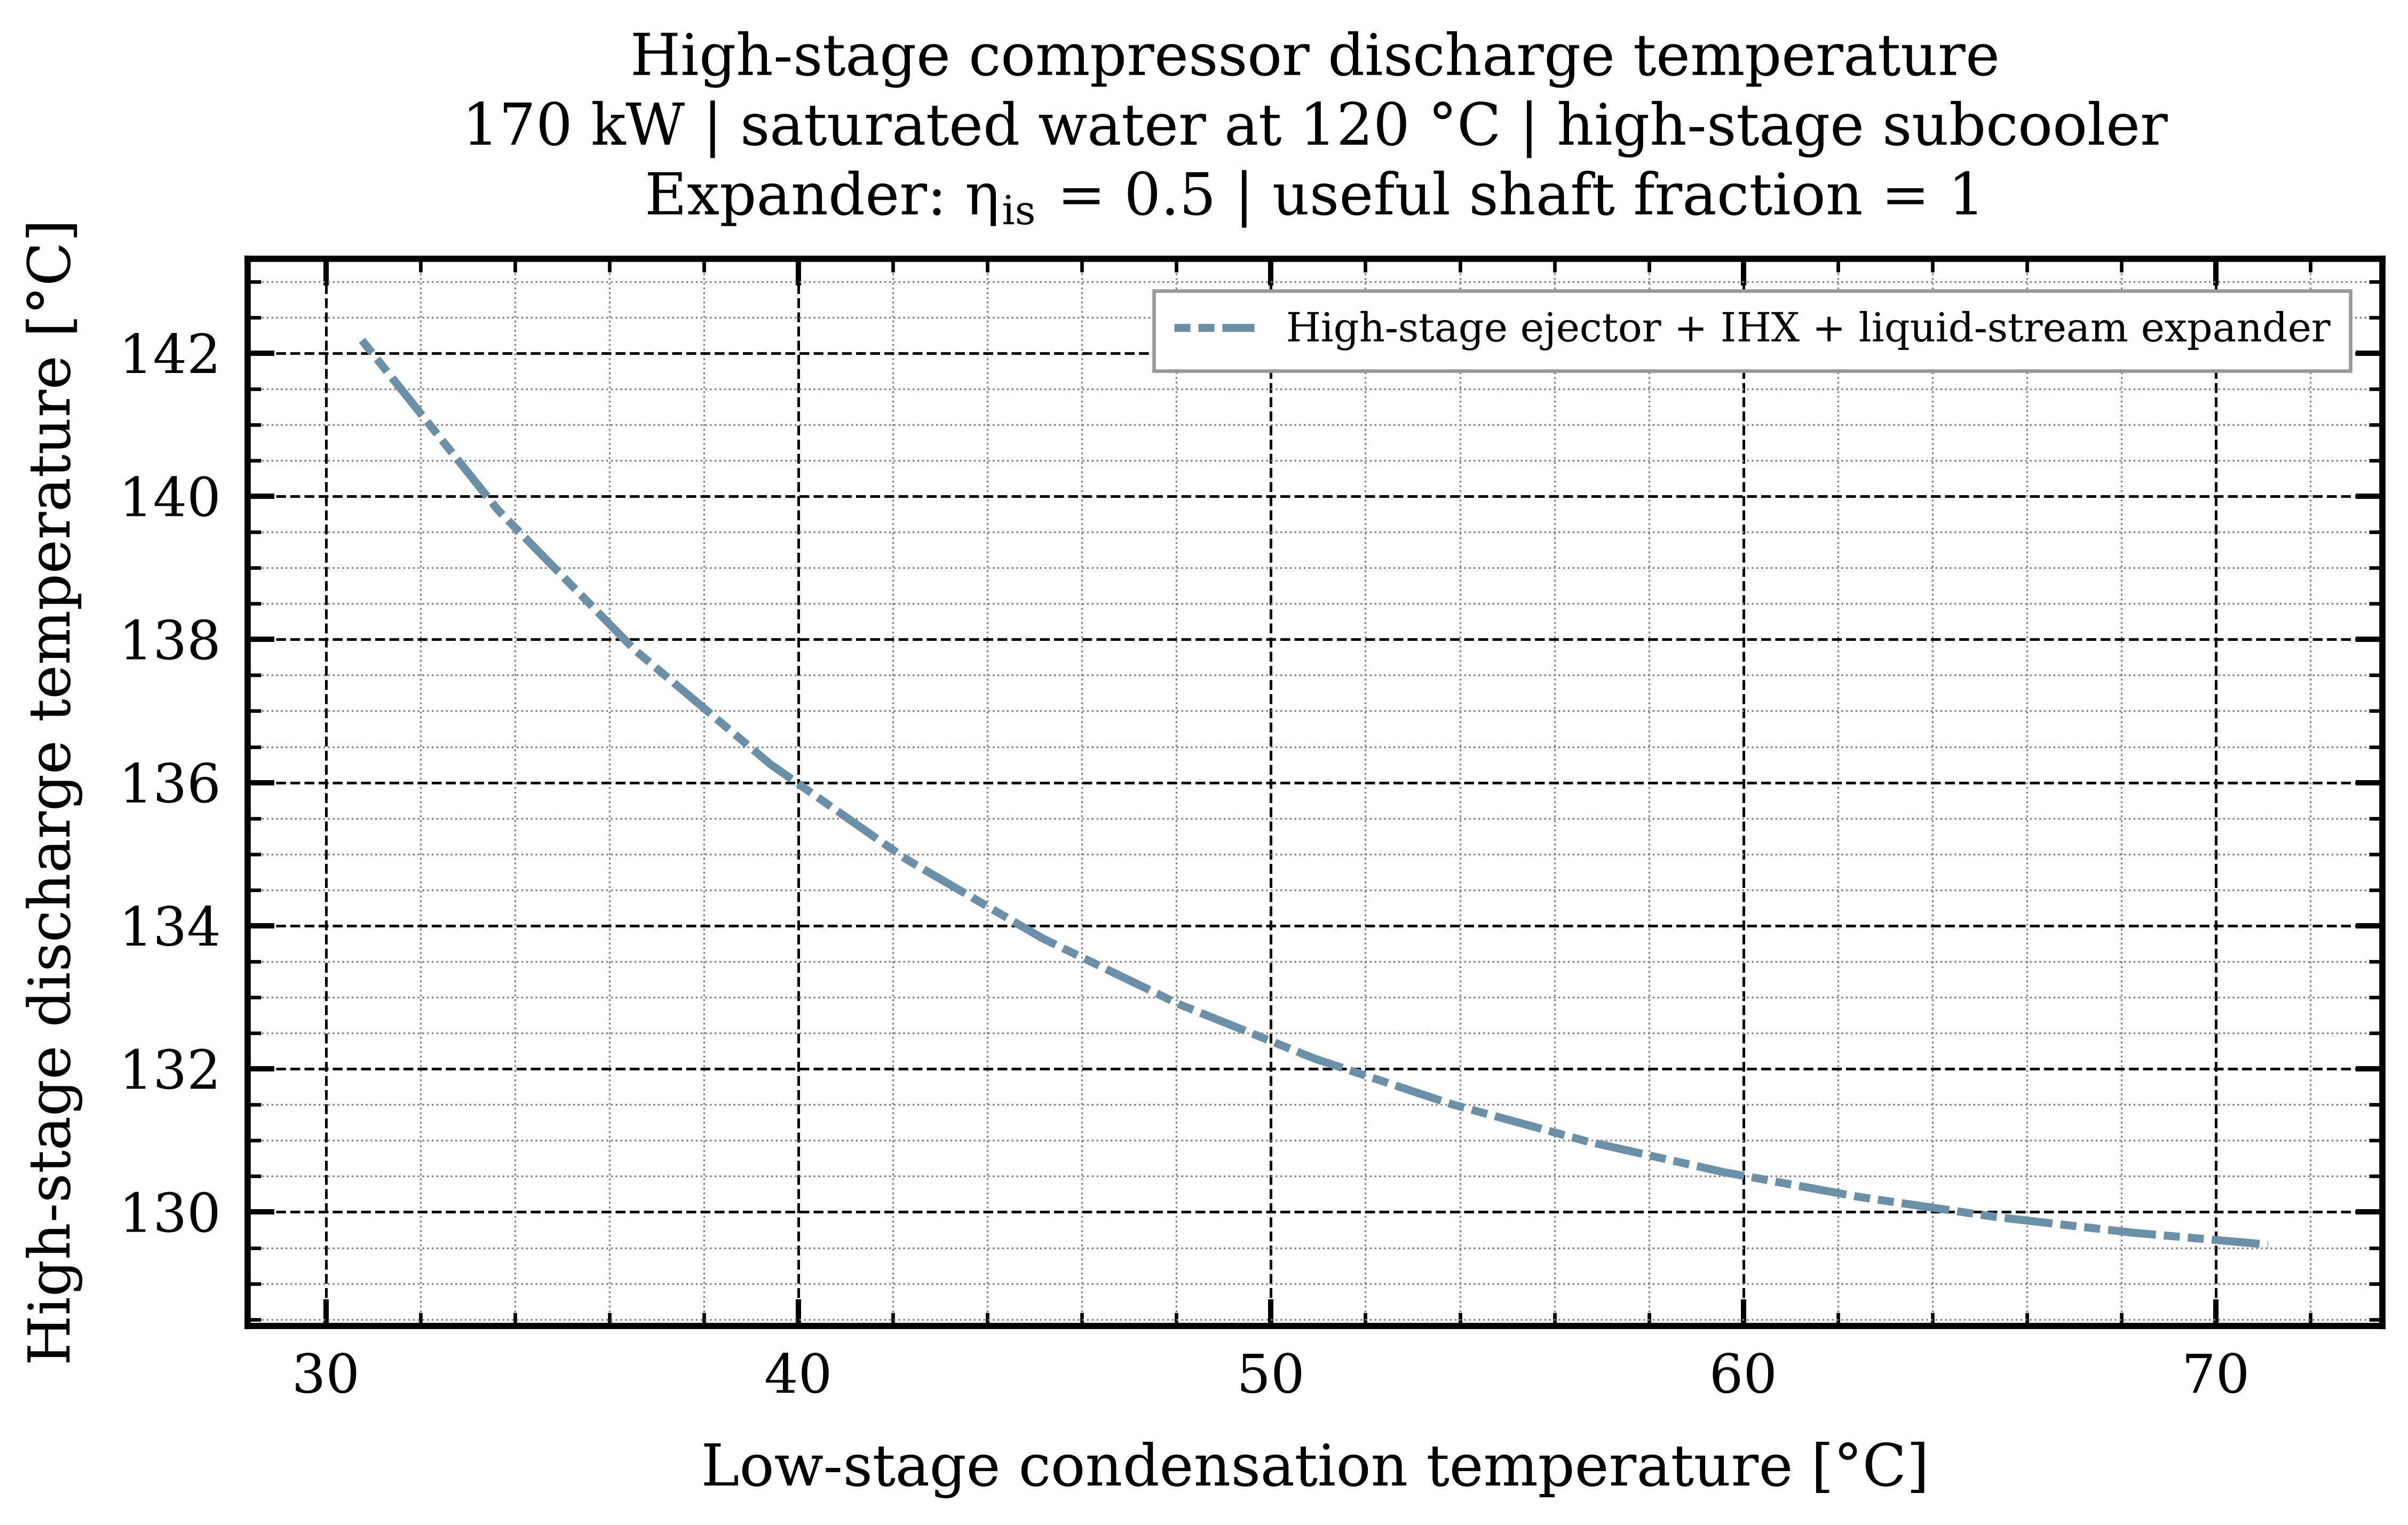 High-stage compressor discharge temperature
170 kW | saturated water at 120 °C | high-stage subcooler
Expander: ηis = 0.5 | useful shaft fraction = 1
High-stage discharge temperature [°C]
High-stage ejector + IHX + liquid-stream expander
142
140
138
136
134
132
130
30 40 50 60 70
Low-stage condensation temperature [°C]